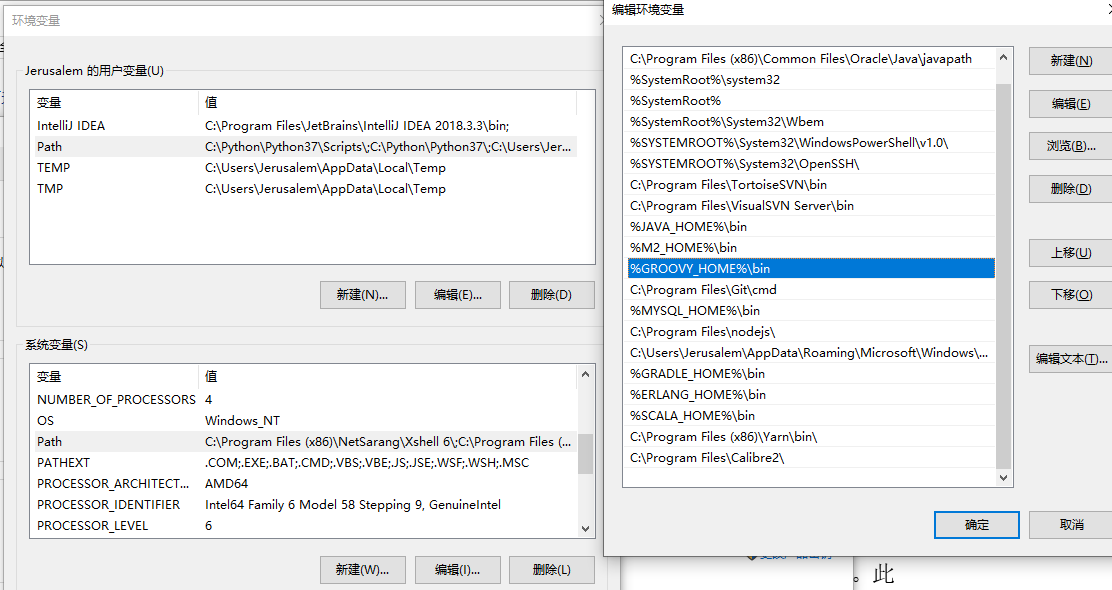 环境变量
Jerusalem 的用户变量(U)
变量 值
IntelliJ IDEA C:\Program Files\JetBrains\IntelliJ IDEA 2018.3.3\bin;
Path C:\Python\Python37\Scripts\;C:\Python\Python37\;C:\Users\Jer...
TEMP C:\Users\Jerusalem\AppData\Local\Temp
TMP C:\Users\Jerusalem\AppData\Local\Temp
新建(N)... 编辑(E)... 删除(D)
系统变量(S)
变量 值
NUMBER_OF_PROCESSORS 4
OS Windows_NT
Path C:\Program Files (x86)\NetSarang\Xshell 6\;C:\Program Files (...
PATHEXT .COM;.EXE;.BAT;.CMD;.VBS;.VBE;.JS;.JSE;.WSF;.WSH;.MSC
PROCESSOR_ARCHITECT... AMD64
PROCESSOR_IDENTIFIER Intel64 Family 6 Model 58 Stepping 9, GenuineIntel
PROCESSOR_LEVEL 6
新建(W)... 编辑(I)... 删除(L)
编辑环境变量
C:\Program Files (x86)\Common Files\Oracle\Java\javapath
%SystemRoot%\system32
%SystemRoot%
%SystemRoot%\System32\Wbem
%SYSTEMROOT%\System32\WindowsPowerShell\v1.0\
%SYSTEMROOT%\System32\OpenSSH\
C:\Program Files\TortoiseSVN\bin
C:\Program Files\VisualSVN Server\bin
%JAVA_HOME%\bin
%M2_HOME%\bin
%GROOVY_HOME%\bin
C:\Program Files\Git\cmd
%MYSQL_HOME%\bin
C:\Program Files\nodejs\
C:\Users\Jerusalem\AppData\Roaming\Microsoft\Windows\...
%GRADLE_HOME%\bin
%ERLANG_HOME%\bin
%SCALA_HOME%\bin
C:\Program Files (x86)\Yarn\bin\
C:\Program Files\Calibre2\
新建(N)
编辑(E)
浏览(B)...
删除(D)
上移(U)
下移(O)
编辑文本(T)...
确定 取消
。此